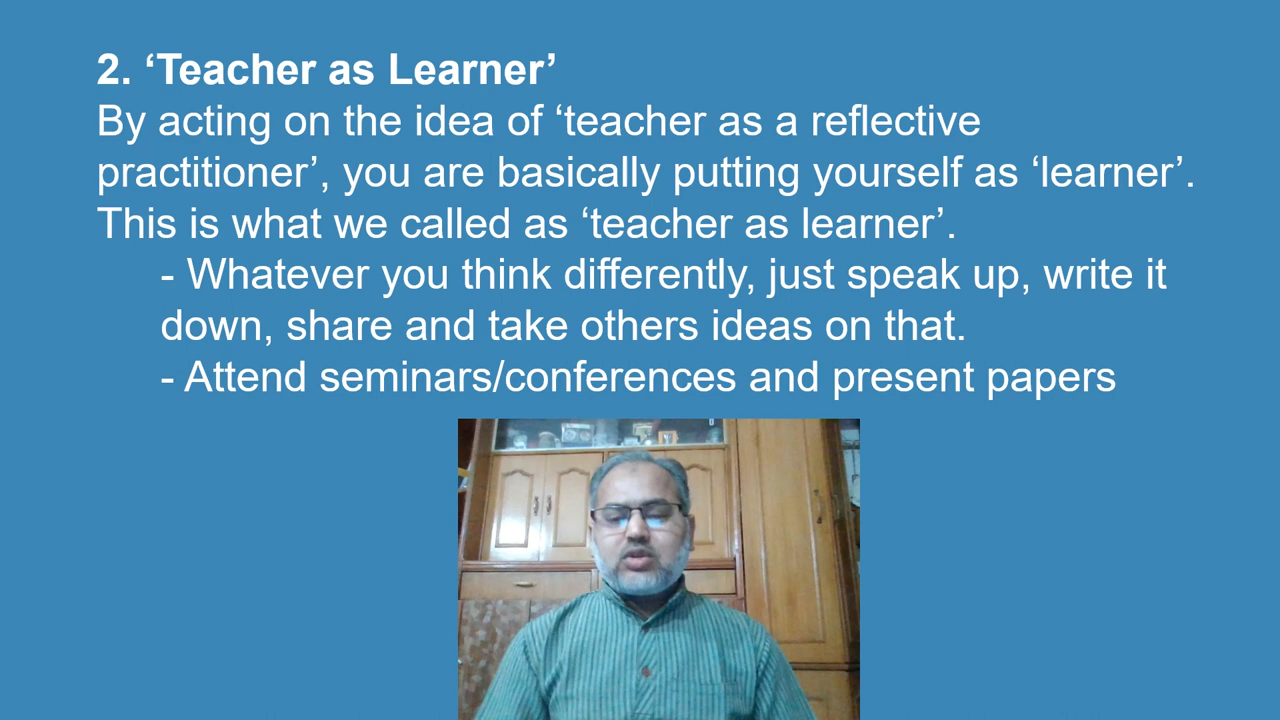 2. ‘Teacher as Learner’
By acting on the idea of ‘teacher as a reflective
practitioner’, you are basically putting yourself as ‘learner’.
This is what we called as ‘teacher as learner’.
- Whatever you think differently, just speak up, write it
down, share and take others ideas on that.
- Attend seminars/conferences and present papers